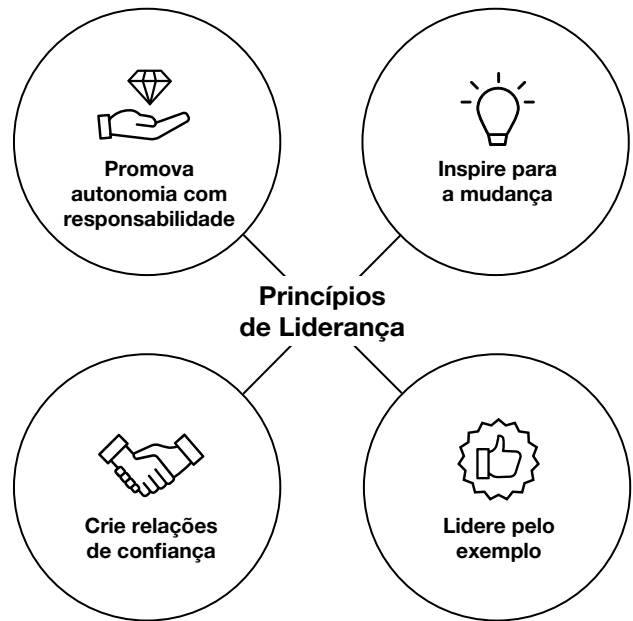 Promova
autonomia com
responsabilidade
Inspire para
a mudança
Princípios
de Liderança
Crie relações
de confiança
Lidere pelo
exemplo